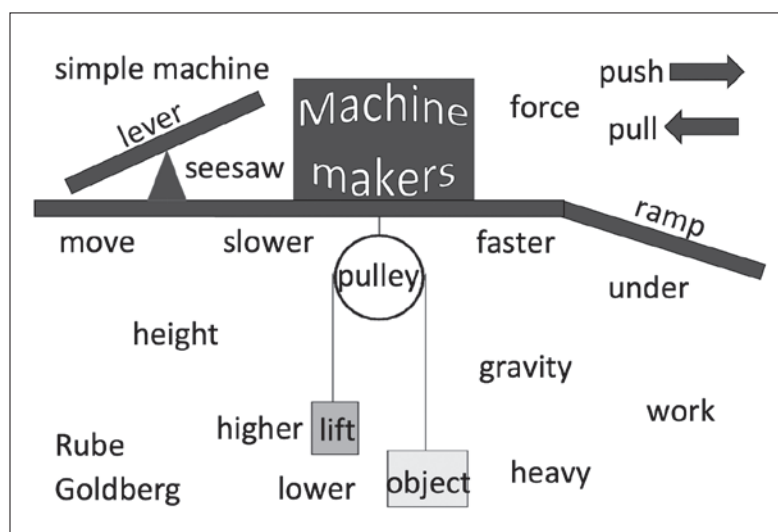 simple machine
lever
seesaw
Machine
makers
force
push
pull
ramp
move
slower
faster
under
pulley
height
gravity
work
higher
lift
lower
object
heavy
Rube
Goldberg